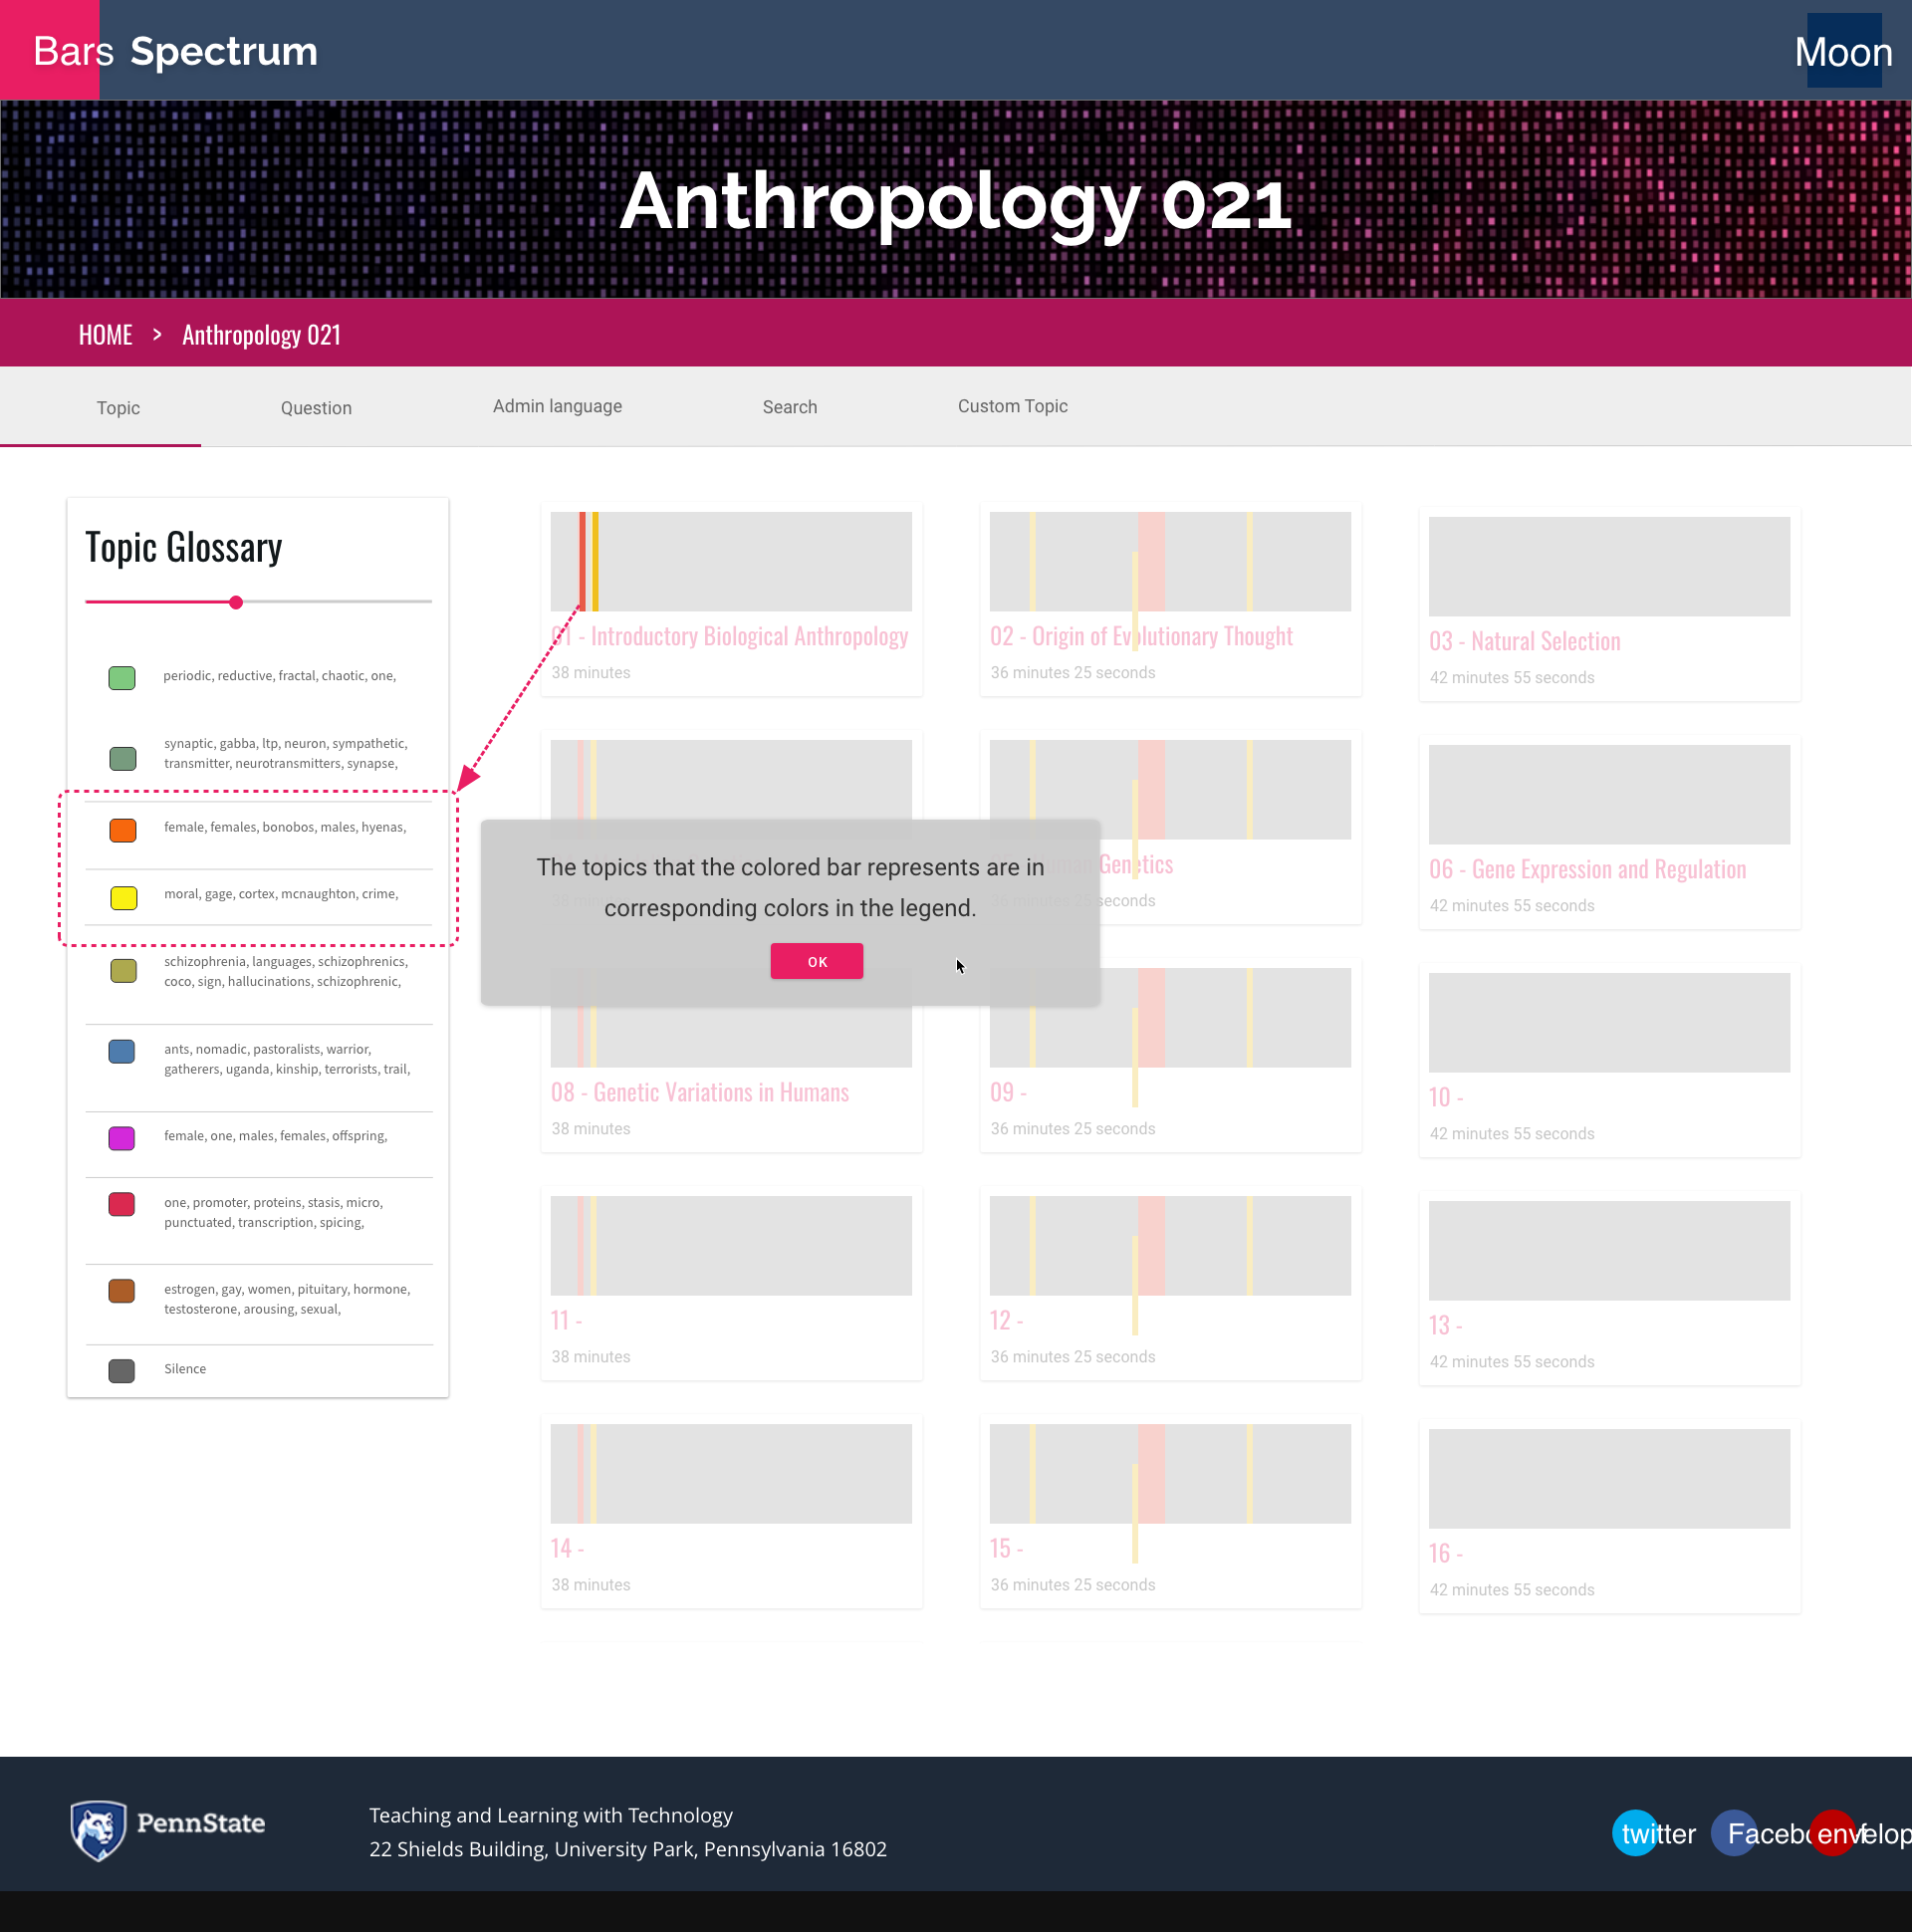 Bars Spectrum
Moon
Anthropology 021
HOME > Anthropology 021
Topic Question Admin language Search Custom Topic
Topic Glossary
periodic, reductive, fractal, chaotic, one,
synaptic, gabba, ltp, neuron, sympathetic,
transmitter, neurotransmitters, synapse,
female, females, bonobos, males, hyenas,
moral, gage, cortex, mcnaughton, crime,
schizophrenia, languages, schizophrenics,
coco, sign, hallucinations, schizophrenic,
ants, nomadic, pastoralists, warrior,
gatherers, uganda, kinship, terrorists, trail,
female, one, males, females, offspring,
one, promoter, proteins, stasis, micro,
punctuated, transcription, spicing,
estrogen, gay, women, pituitary, hormone,
testosterone, arousing, sexual,
Silence
01 - Introductory Biological Anthropology
38 minutes
02 - Origin of Evolutionary Thought
36 minutes 25 seconds
03 - Natural Selection
42 minutes 55 seconds
The topics that the colored bar represents are in
corresponding colors in the legend.
OK
Genetics
seconds
06 - Gene Expression and Regulation
42 minutes 55 seconds
08 - Genetic Variations in Humans
38 minutes
09 -
36 minutes 25 seconds
10 -
42 minutes 55 seconds
11 -
38 minutes
12 -
36 minutes 25 seconds
13 -
42 minutes 55 seconds
14 -
38 minutes
15 -
36 minutes 25 seconds
16 -
42 minutes 55 seconds
PennState
Teaching and Learning with Technology
22 Shields Building, University Park, Pennsylvania 16802
twitter